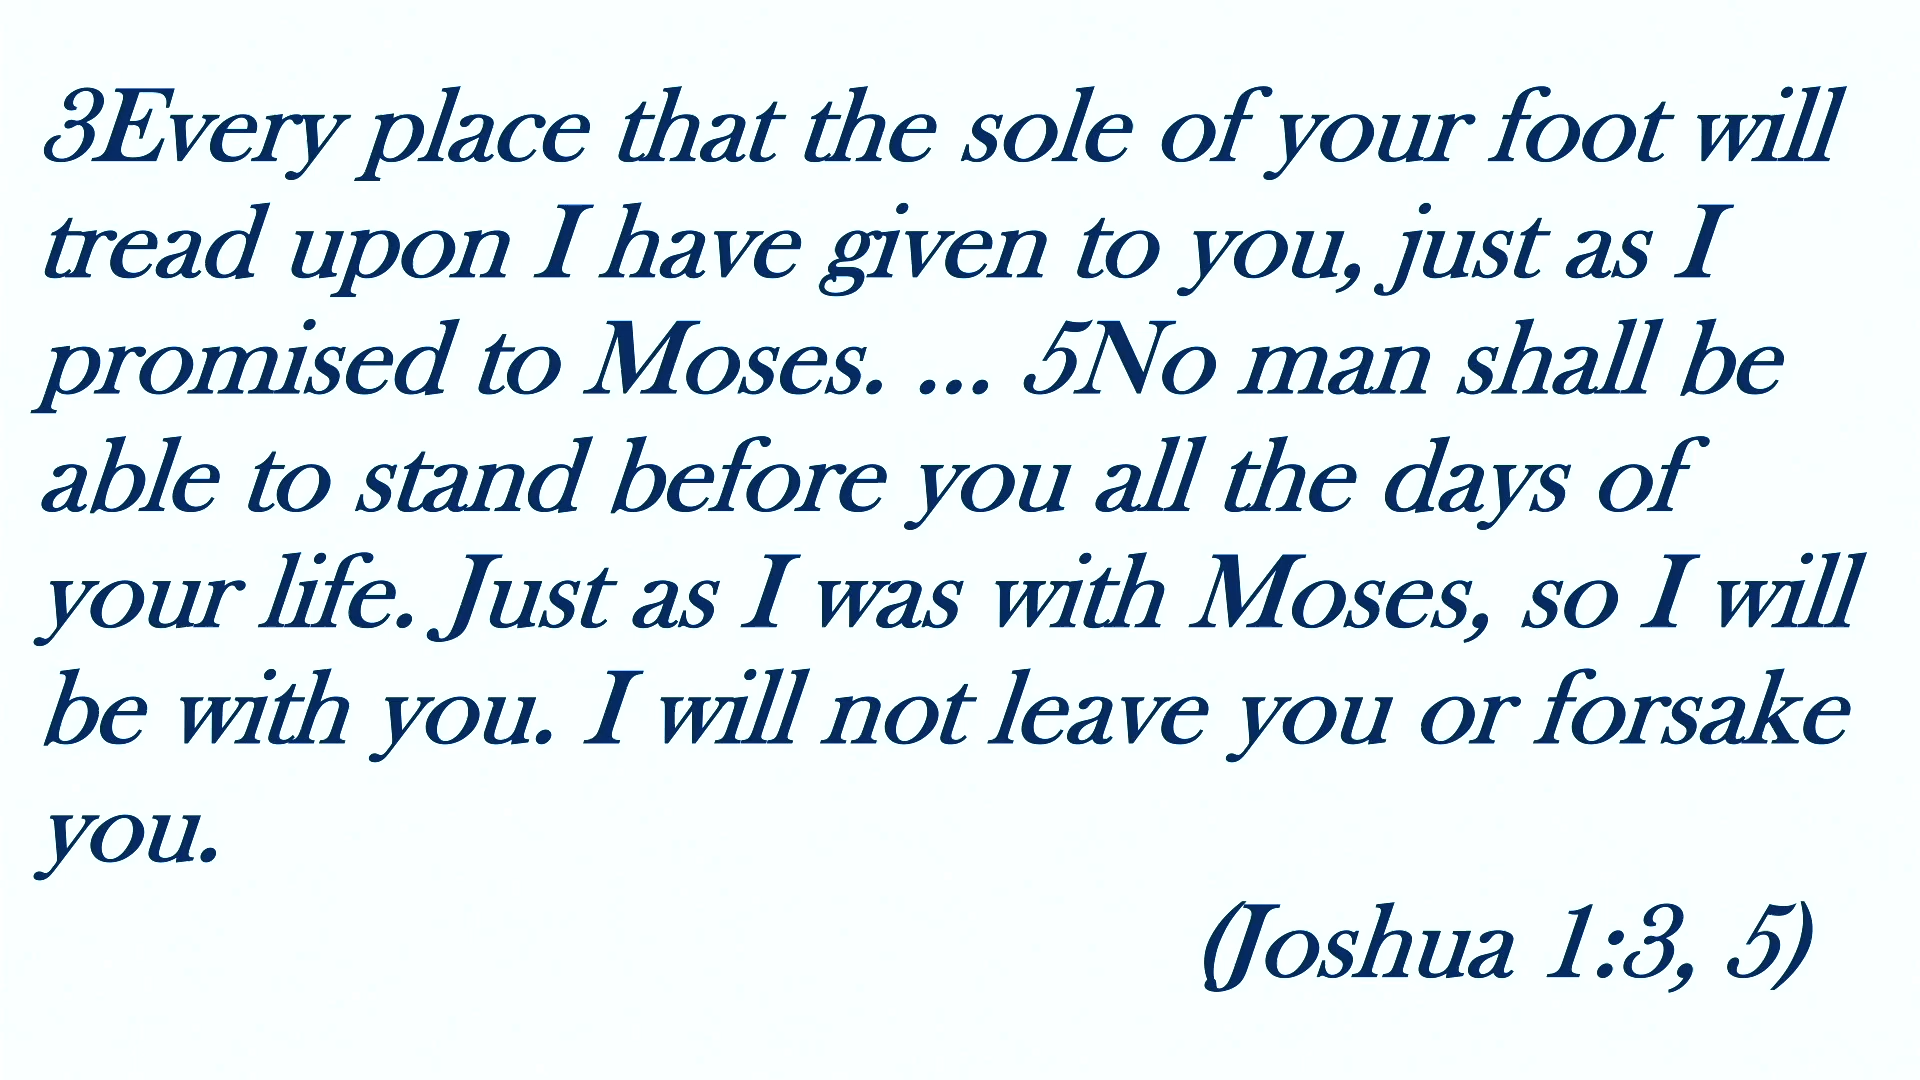 3Every place that the sole of your foot will
tread upon I have given to you, just as I
promised to Moses. ... 5No man shall be
able to stand before you all the days of
your life. Just as I was with Moses, so I will
be with you. I will not leave you or forsake
you.
(Joshua 1:3, 5)